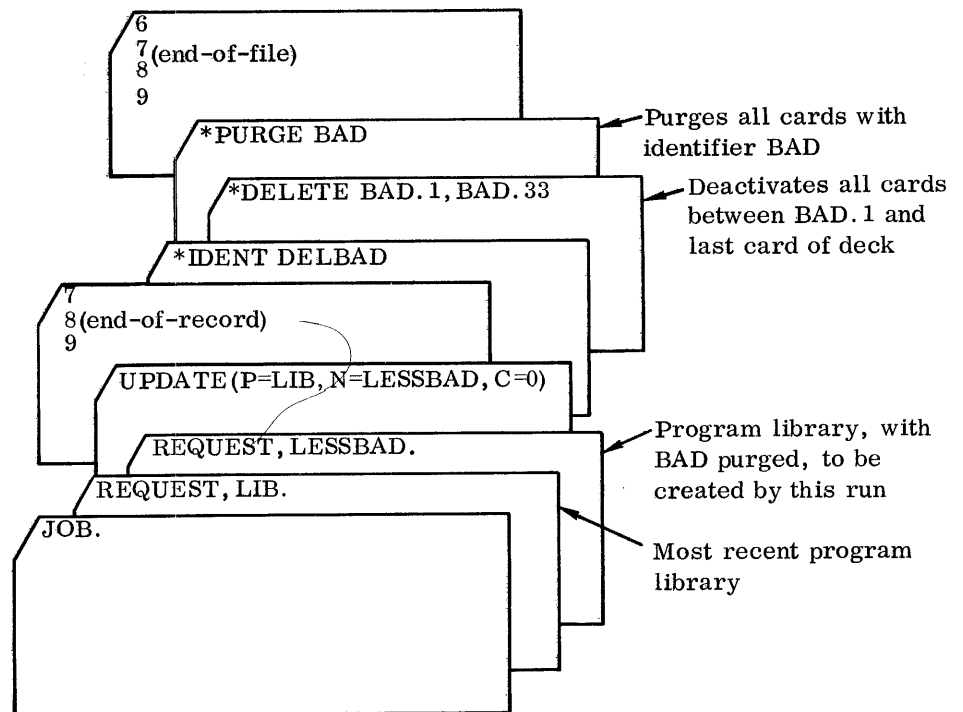 6
7 (end-of-file)
8
9
*PURGE BAD
Purges all cards with
identifier BAD
*DELETE BAD.1, BAD.33
Deactivates all cards
between BAD.1 and
last card of deck
*IDENT DELBAD
7
8 (end-of-record)
9
UPDATE (P=LIB, N=LESSBAD, C=0)
REQUEST, LESSBAD.
Program library, with
BAD purged, to be
created by this run
REQUEST, LIB.
Most recent program
library
JOB.